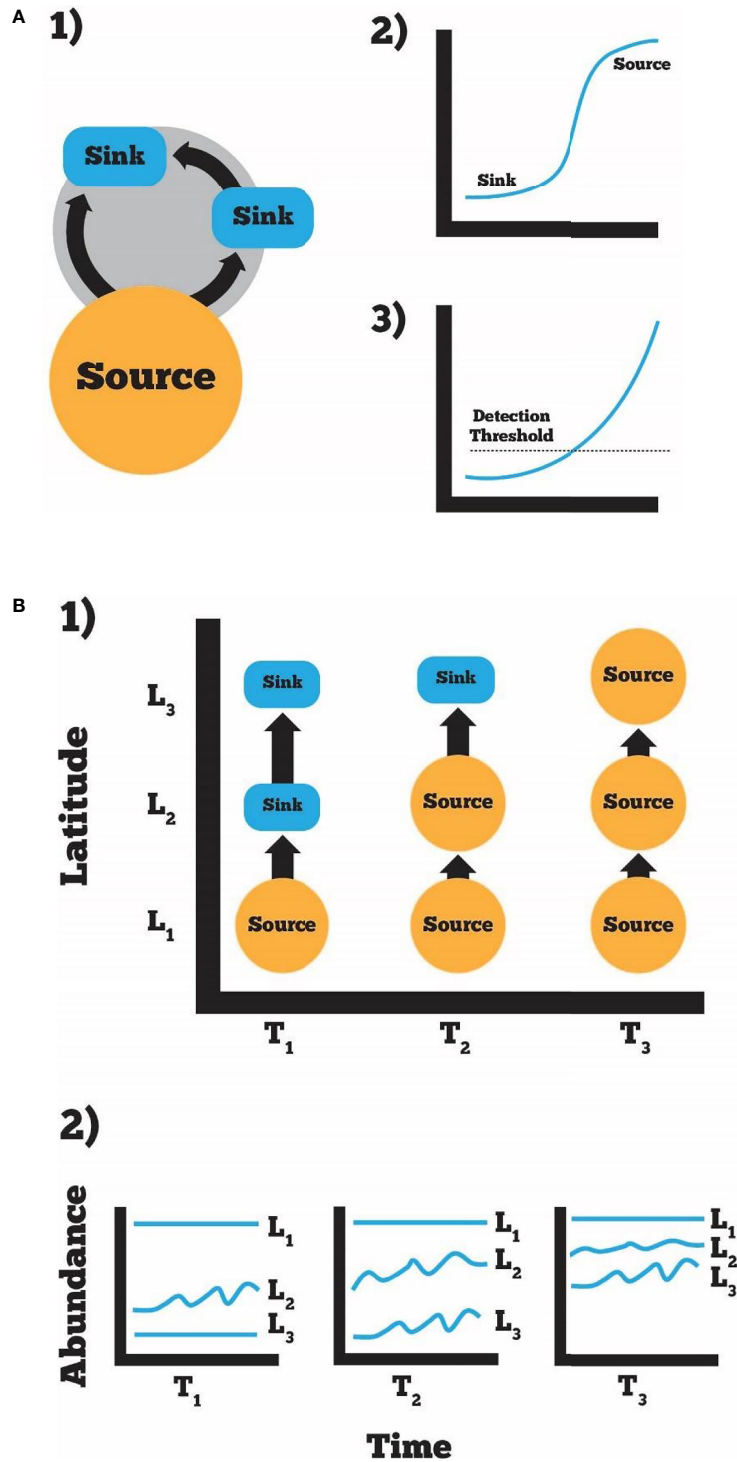 A
1)
Sink
Sink
Source
2)
Source
Sink
3)
Detection
Threshold
B
1)
Latitude
L3
L2
L1
Sink
Sink
Source
Sink
Source
Source
Source
Source
Source
T1
T2
T3
2)
Abundance
L1
L2
L3
T1
L1
L2
L3
T2
L1
L2
L3
T3
Time